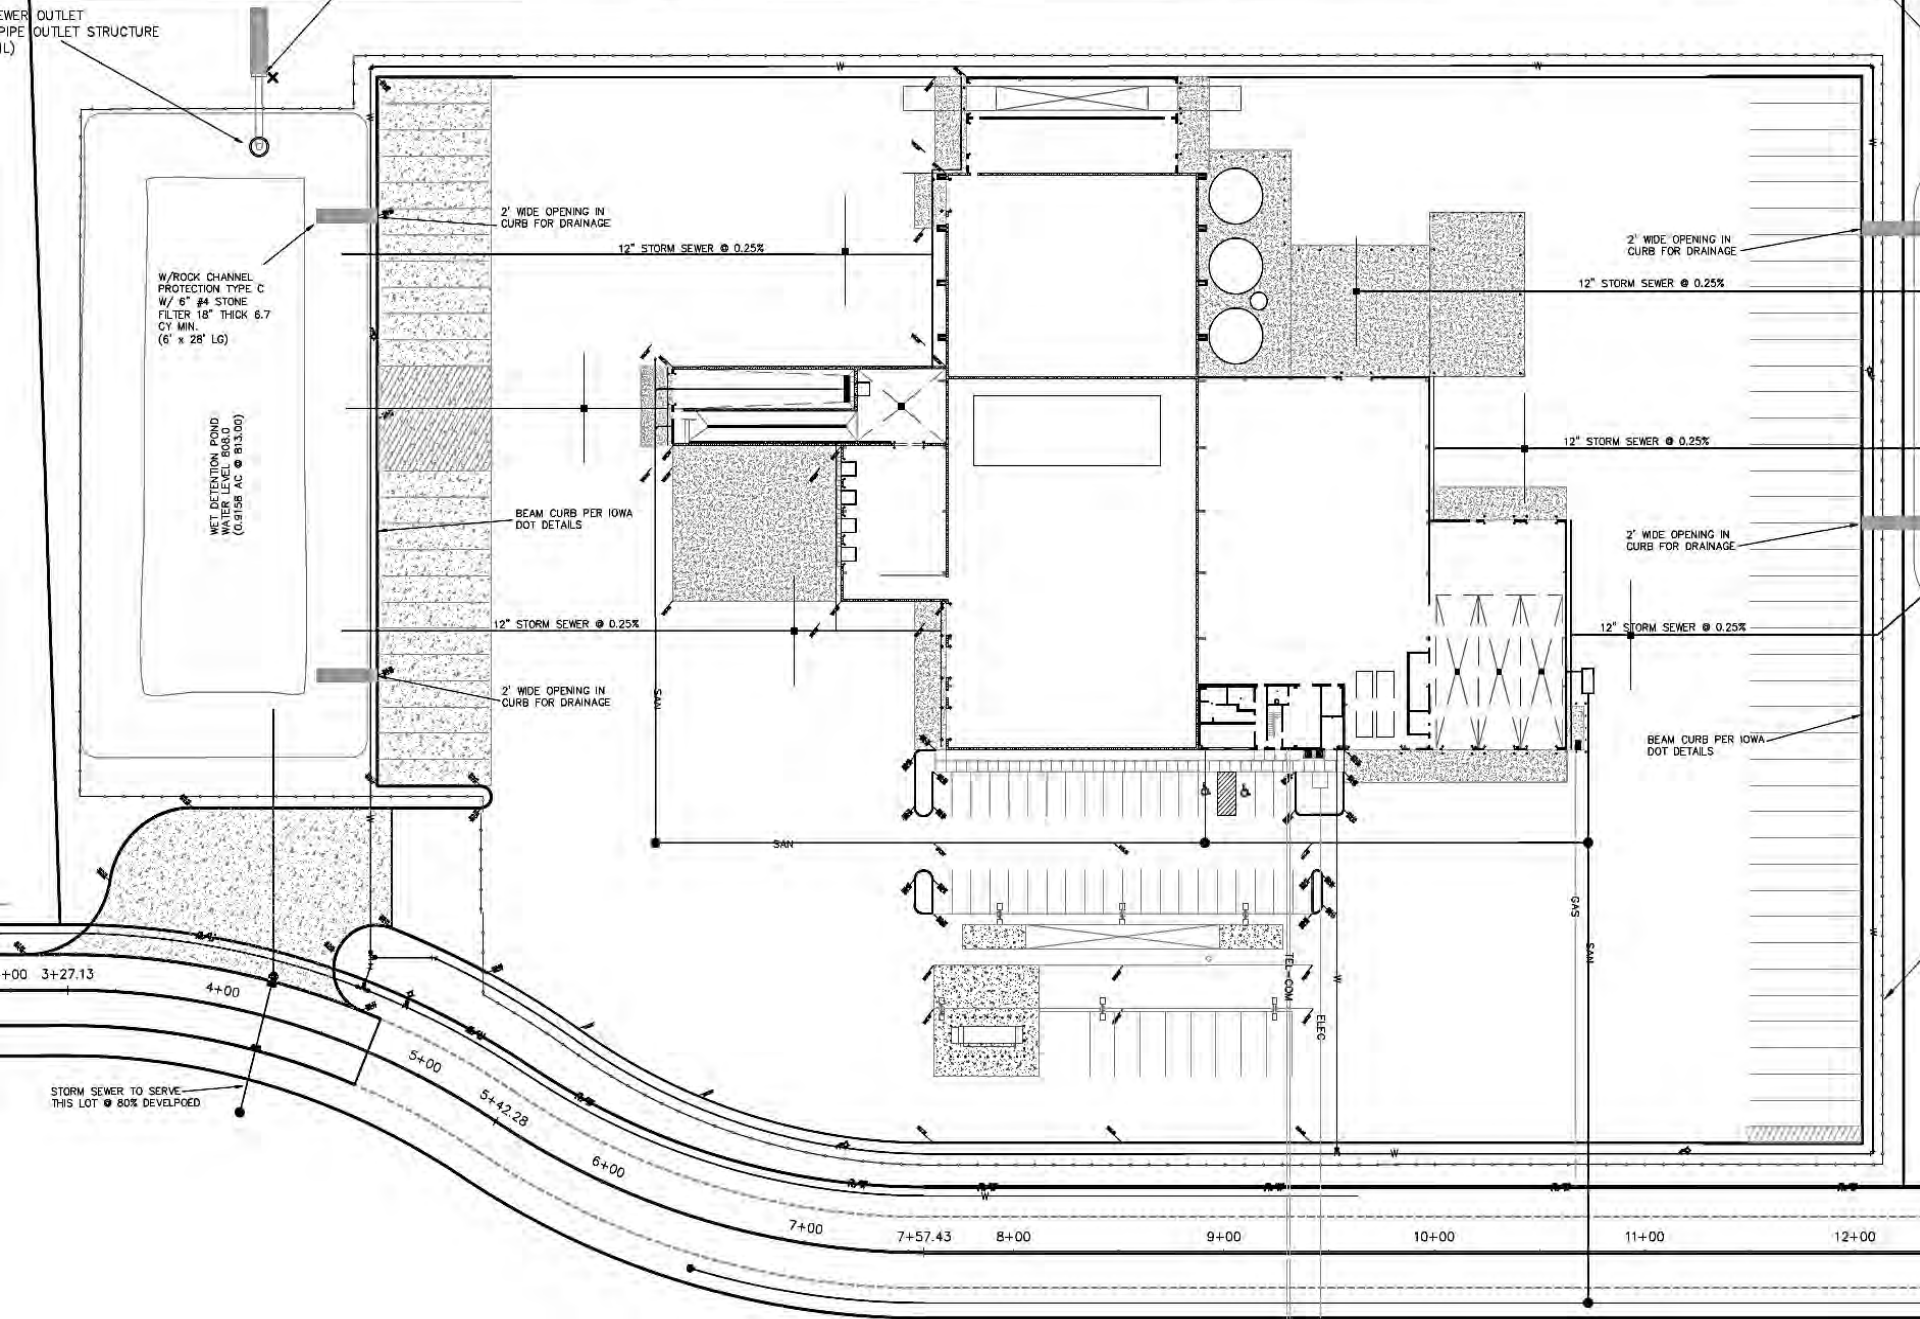 EWER OUTLET
PIPE OUTLET STRUCTURE
IL)
W
W
2' WIDE OPENING IN
CURB FOR DRAINAGE
12" STORM SEWER @ 0.25%
2' WIDE OPENING IN
CURB FOR DRAINAGE
12" STORM SEWER @ 0.25%
W/ROCK CHANNEL
PROTECTION TYPE C
W/ 6" #4 STONE
FILTER 18" THICK 6.7
CY MIN.
(6' x 28' LG)
WET DETENTION POND
WATER LEVEL 808.0
(0.9158 AC @ 813.00)
BEAM CURB PER IOWA
DOT DETAILS
12" STORM SEWER @ 0.25%
2' WIDE OPENING IN
CURB FOR DRAINAGE
12" STORM SEWER @ 0.25%
12" STORM SEWER @ 0.25%
2' WIDE OPENING IN
CURB FOR DRAINAGE
SAN
BEAM CURB PER IOWA
DOT DETAILS
SAN
GAS
SAN
TEL-COM
W
ELEC
+00 3+27.13
4+00
5+00
5+42.28
6+00
7+00
STORM SEWER TO SERVE
THIS LOT @ 80% DEVELPOED
W
W
7+57.43 8+00 9+00 10+00 11+00 12+00